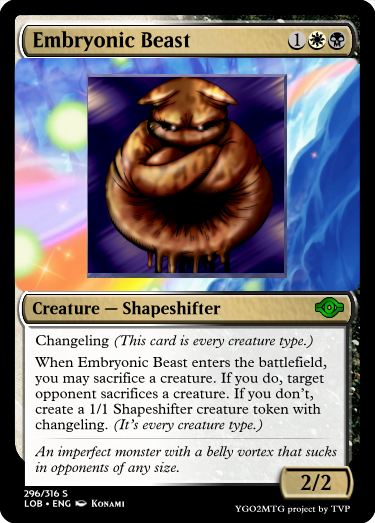 Embryonic Beast 1
Creature — Shapeshifter
Changeling (This card is every creature type.)
When Embryonic Beast enters the battlefield,
you may sacrifice a creature. If you do, target
opponent sacrifices a creature. If you don't,
create a 1/1 Shapeshifter creature token with
changeling. (It's every creature type.)
An imperfect monster with a belly vortex that sucks
in opponents of any size.
2/2
296/316 S
LOB • ENG Konami
YGO2MTG project by TVP